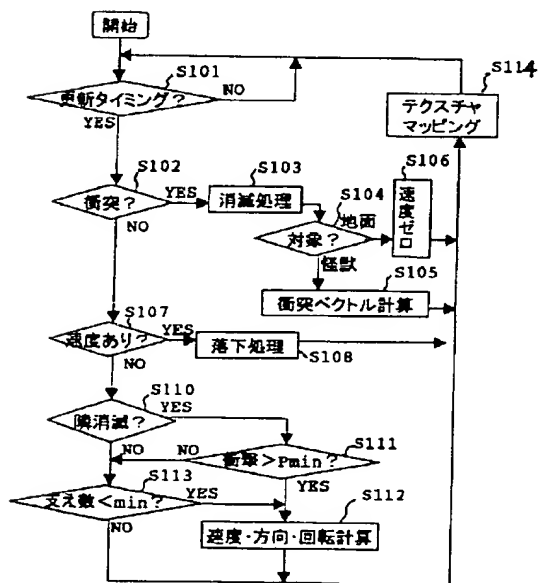 開始
S101
更新タイミング?
NO
YES
S114
テクスチャ
マッピング
S102
衝突?
YES
NO
S103
消滅処理
S104
対象?
地面
怪獣
S106
速度ゼロ
S105
衝突ベクトル計算
S107
速度あり?
YES
NO
落下処理
S108
S110
隣消滅?
YES
NO
S111
衝撃>Pmin?
NO
YES
S113
支え数<min?
YES
NO
S112
速度・方向・回転計算